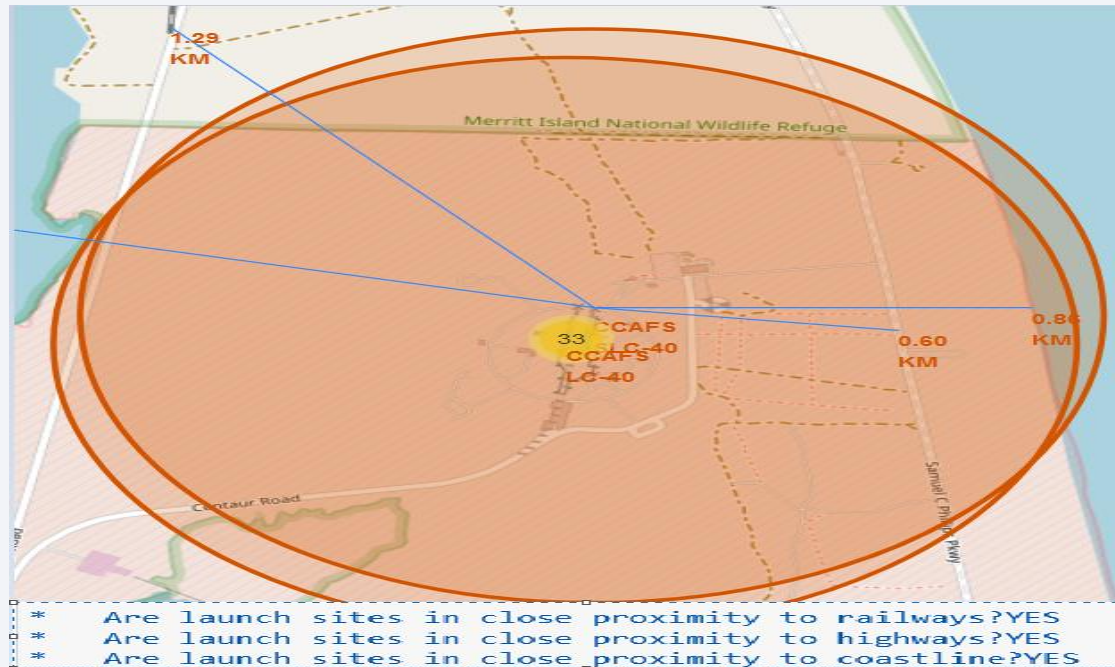 1.29
KM
Merritt Island National Wildlife Refuge
CCAFS
SLC-40
33
CCAFS
LC-40
0.86
KM
0.60
KM
Centaur Road
Samuel C Phillips Pkwy
* Are launch sites in close proximity to railways?YES
* Are launch sites in close proximity to highways?YES
* Are launch sites in close proximity to coastline?YES